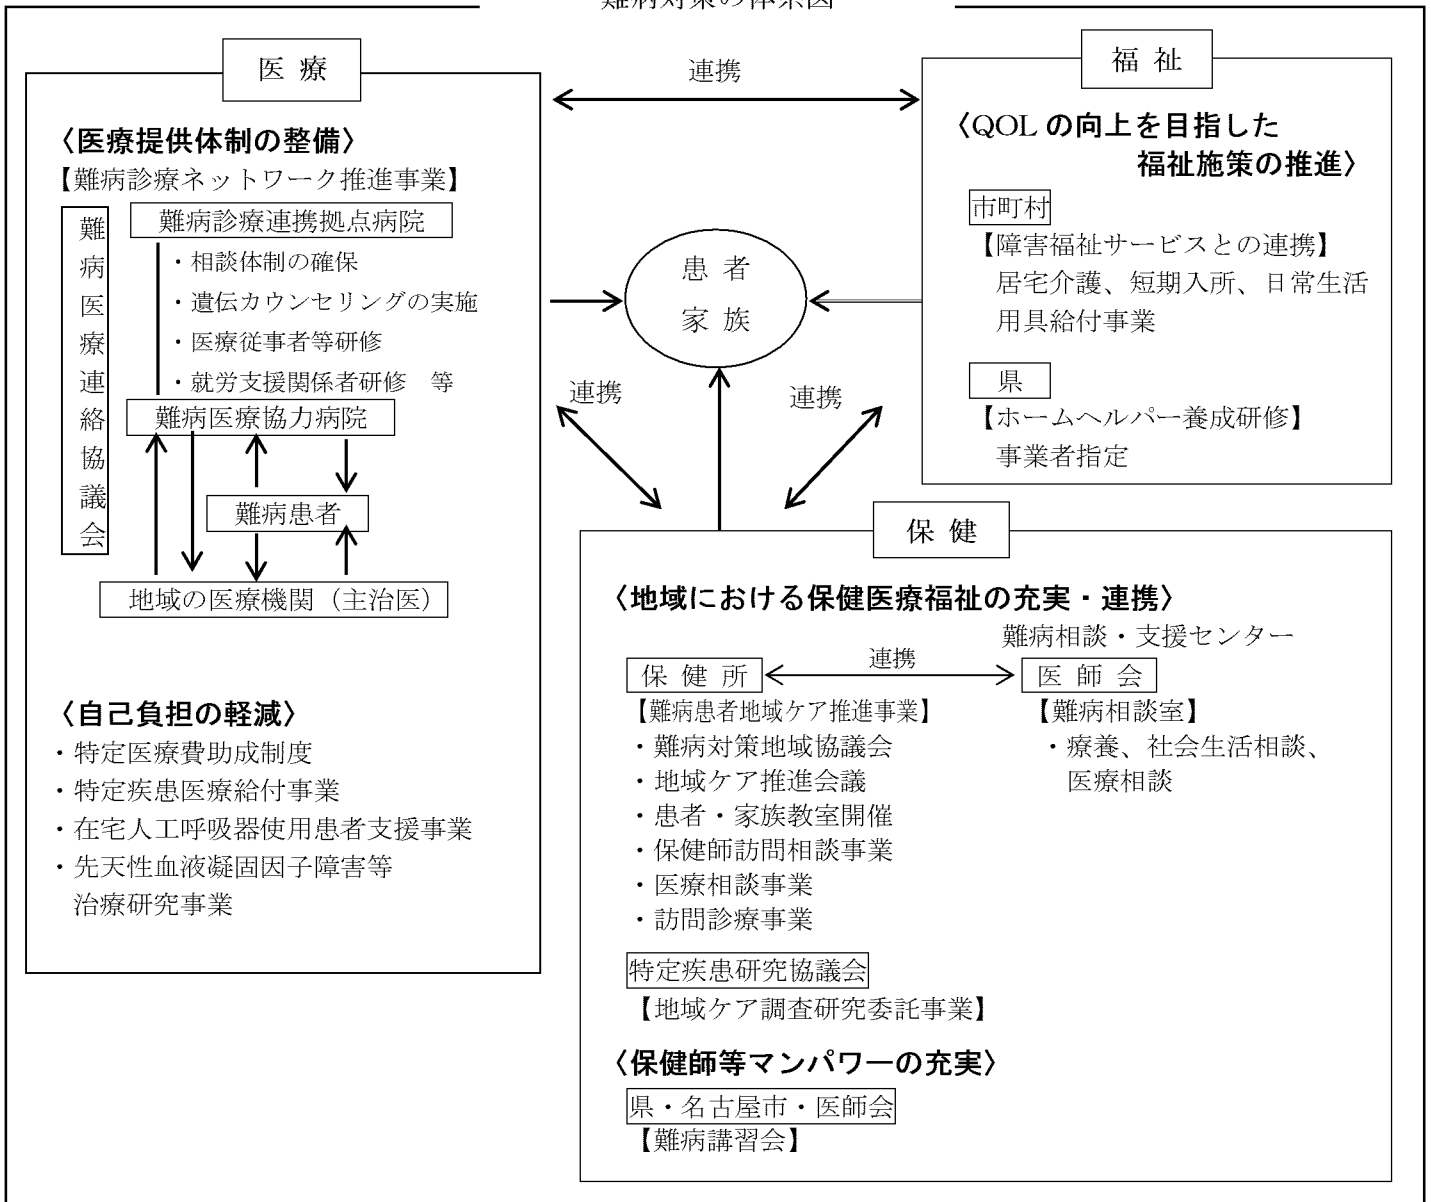 難病対策の体系図
医療
〈医療提供体制の整備〉
【難病診療ネットワーク推進事業】
難病医療連絡協議会
難病診療連携拠点病院
・相談体制の確保
・遺伝カウンセリングの実施
・医療従事者等研修
・就労支援関係者研修　等
難病医療協力病院
難病患者
地域の医療機関（主治医）
〈自己負担の軽減〉
・特定医療費助成制度
・特定疾患医療給付事業
・在宅人工呼吸器使用患者支援事業
・先天性血液凝固因子障害等
治療研究事業
連携
患者
家族
連携
連携
福祉
〈QOLの向上を目指した
福祉施策の推進〉
市町村
【障害福祉サービスとの連携】
居宅介護、短期入所、日常生活
用具給付事業
県
【ホームヘルパー養成研修】
事業者指定
保健
〈地域における保健医療福祉の充実・連携〉
難病相談・支援センター
保健所
連携
医師会
【難病患者地域ケア推進事業】
・難病対策地域協議会
・地域ケア推進会議
・患者・家族教室開催
・保健師訪問相談事業
・医療相談事業
・訪問診療事業
【難病相談室】
・療養、社会生活相談、
医療相談
特定疾患研究協議会
【地域ケア調査研究委託事業】
〈保健師等マンパワーの充実〉
県・名古屋市・医師会
【難病講習会】